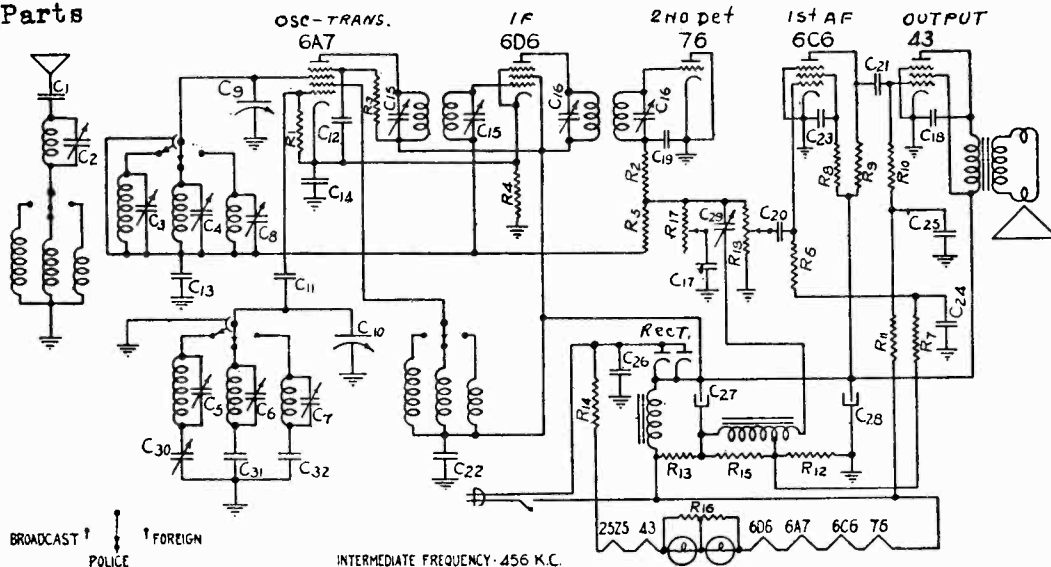 Parts
OSC-TRANS.
6A7
IF
6D6
2ND Det
76
1st AF
6C6
OUTPUT
43
C1
C2
C9
R1
C12
R3
C15
C15
C16
C16
C19
C21
C23
C18
C14
R4
R2
R5
R17
C29
R18
C20
C17
R8
R9
R10
R6
C25
C24
C3
C4
C8
C13
C11
C10
C5
C6
C7
C30
C31
C32
C22
RECT.
C26
R14
C27
C28
R11
R7
R13
R15
R12
R16
25Z5 43 6D6 6A7 6C6 76
BROADCAST
FOREIGN
POLICE
INTERMEDIATE FREQUENCY - 456 K.C.